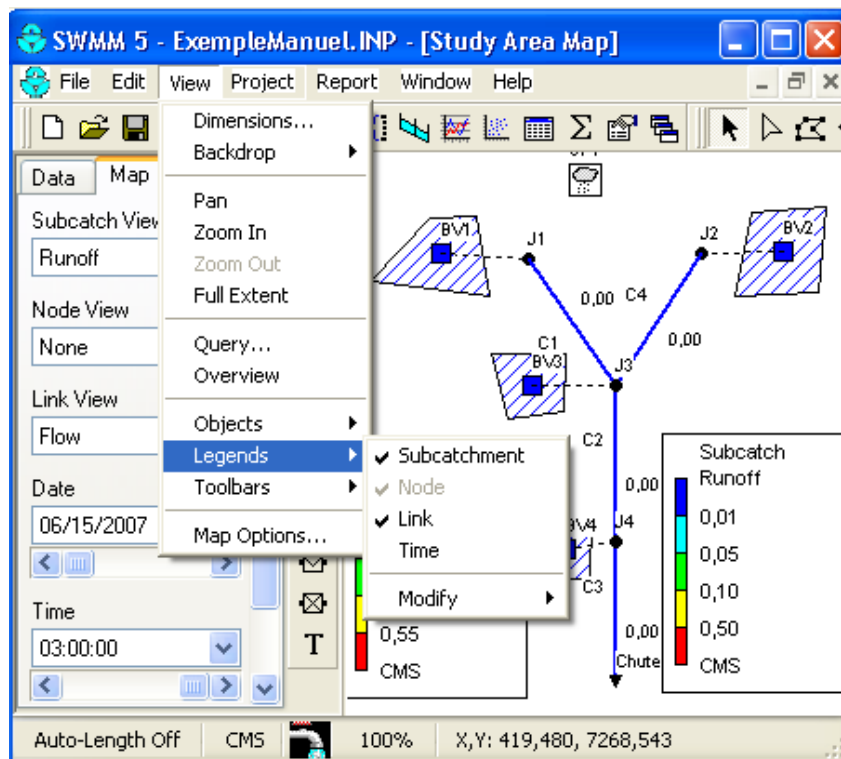 SWMM 5 - ExempleManuel.INP - [Study Area Map]
File Edit View Project Report Window Help
Data Map
Subcatch View
Runoff
Node View
None
Link View
Flow
Date
06/15/2007
Time
03:00:00
Dimensions...
Backdrop
Pan
Zoom In
Zoom Out
Full Extent
Query...
Overview
Objects
Legends
Toolbars
Map Options...
Subcatchment
Node
Link
Time
Modify
T
BV1
J1
J2
BV2
0,00
C4
0,00
C1
BV3
J3
C2
0,00
J4
C3
0,00
Chute
0,55
CMS
Subcatch
Runoff
0,01
0,05
0,10
0,50
CMS
Auto-Length Off CMS 100% X,Y: 419,480, 7268,543